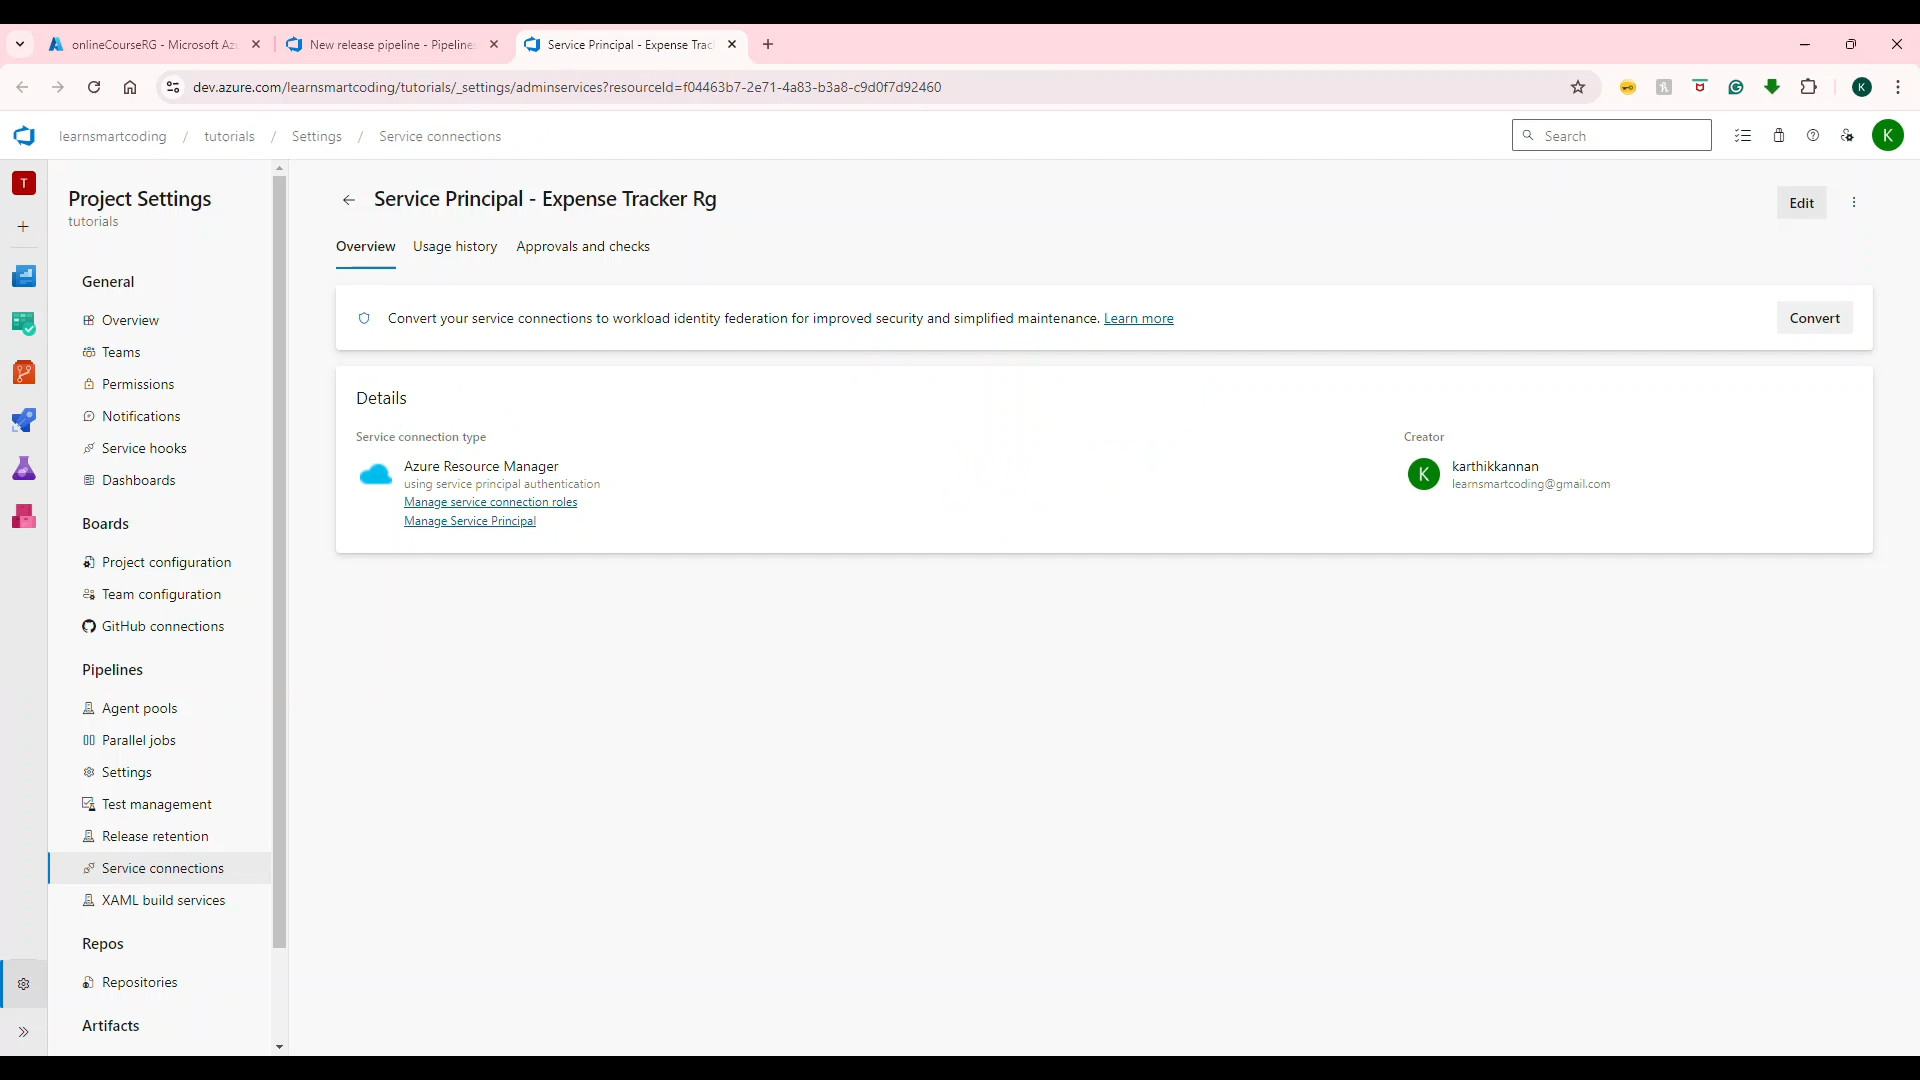 onlineCourseRG - Microsoft Az
New release pipeline - Pipeline
Service Principal - Expense Trac
dev.azure.com/learnsmartcoding/tutorials/_settings/adminservices?resourceId=f04463b7-2e71-4a83-b3a8-c9d0f7d92460
K
learnsmartcoding / tutorials / Settings / Service connections
Search
K
T
Project Settings
tutorials
General
Overview
Teams
Permissions
Notifications
Service hooks
Dashboards
Boards
Project configuration
Team configuration
GitHub connections
Pipelines
Agent pools
Parallel jobs
Settings
Test management
Release retention
Service connections
XAML build services
Repos
Repositories
Artifacts
Service Principal - Expense Tracker Rg
Edit
Overview
Usage history
Approvals and checks
Convert your service connections to workload identity federation for improved security and simplified maintenance. Learn more
Convert
Details
Service connection type
Azure Resource Manager
using service principal authentication
Manage service connection roles
Manage Service Principal
Creator
K
karthikkannan
learnsmartcoding@gmail.com